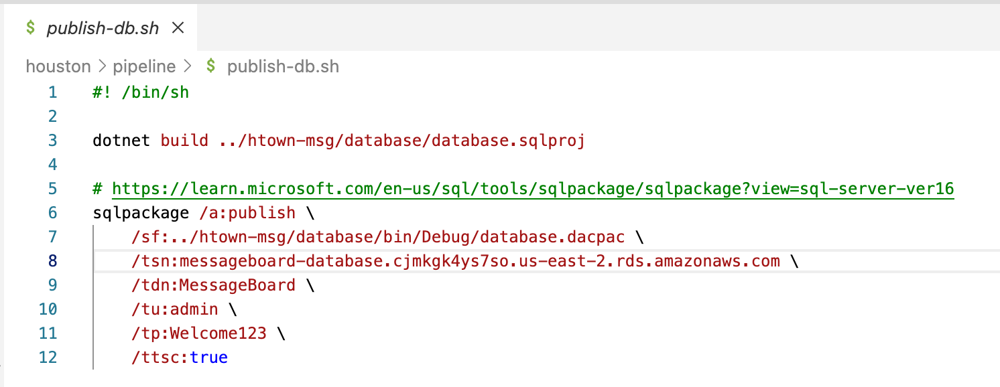 $ publish-db.sh ×
houston > pipeline > $ publish-db.sh
1 #! /bin/sh
2
3 dotnet build ../htown-msg/database/database.sqlproj
4
5 # https://learn.microsoft.com/en-us/sql/tools/sqlpackage/sqlpackage?view=sql-server-ver16
6 sqlpackage /a:publish \
7 /sf:../htown-msg/database/bin/Debug/database.dacpac \
8 /tsn:messageboard-database.cjmkgk4ys7so.us-east-2.rds.amazonaws.com \
9 /tdn:MessageBoard \
10 /tu:admin \
11 /tp:Welcome123 \
12 /ttsc:true